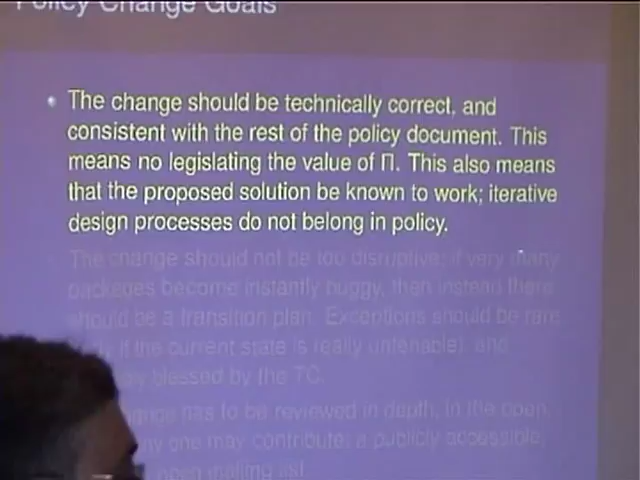 Policy Change Goals
The change should be technically correct, and
consistent with the rest of the policy document. This
means no legislating the value of Π. This also means
that the proposed solution be known to work; iterative
design processes do not belong in policy.
The change should not be too disruptive; if very many
packages become instantly buggy, then instead there
should be a transition plan. Exceptions should be rare
if the current state is really untenable), and
blessed by the TC.
has to be reviewed in depth, in the open,
any one may contribute; a publicly accessible,
open mailing list